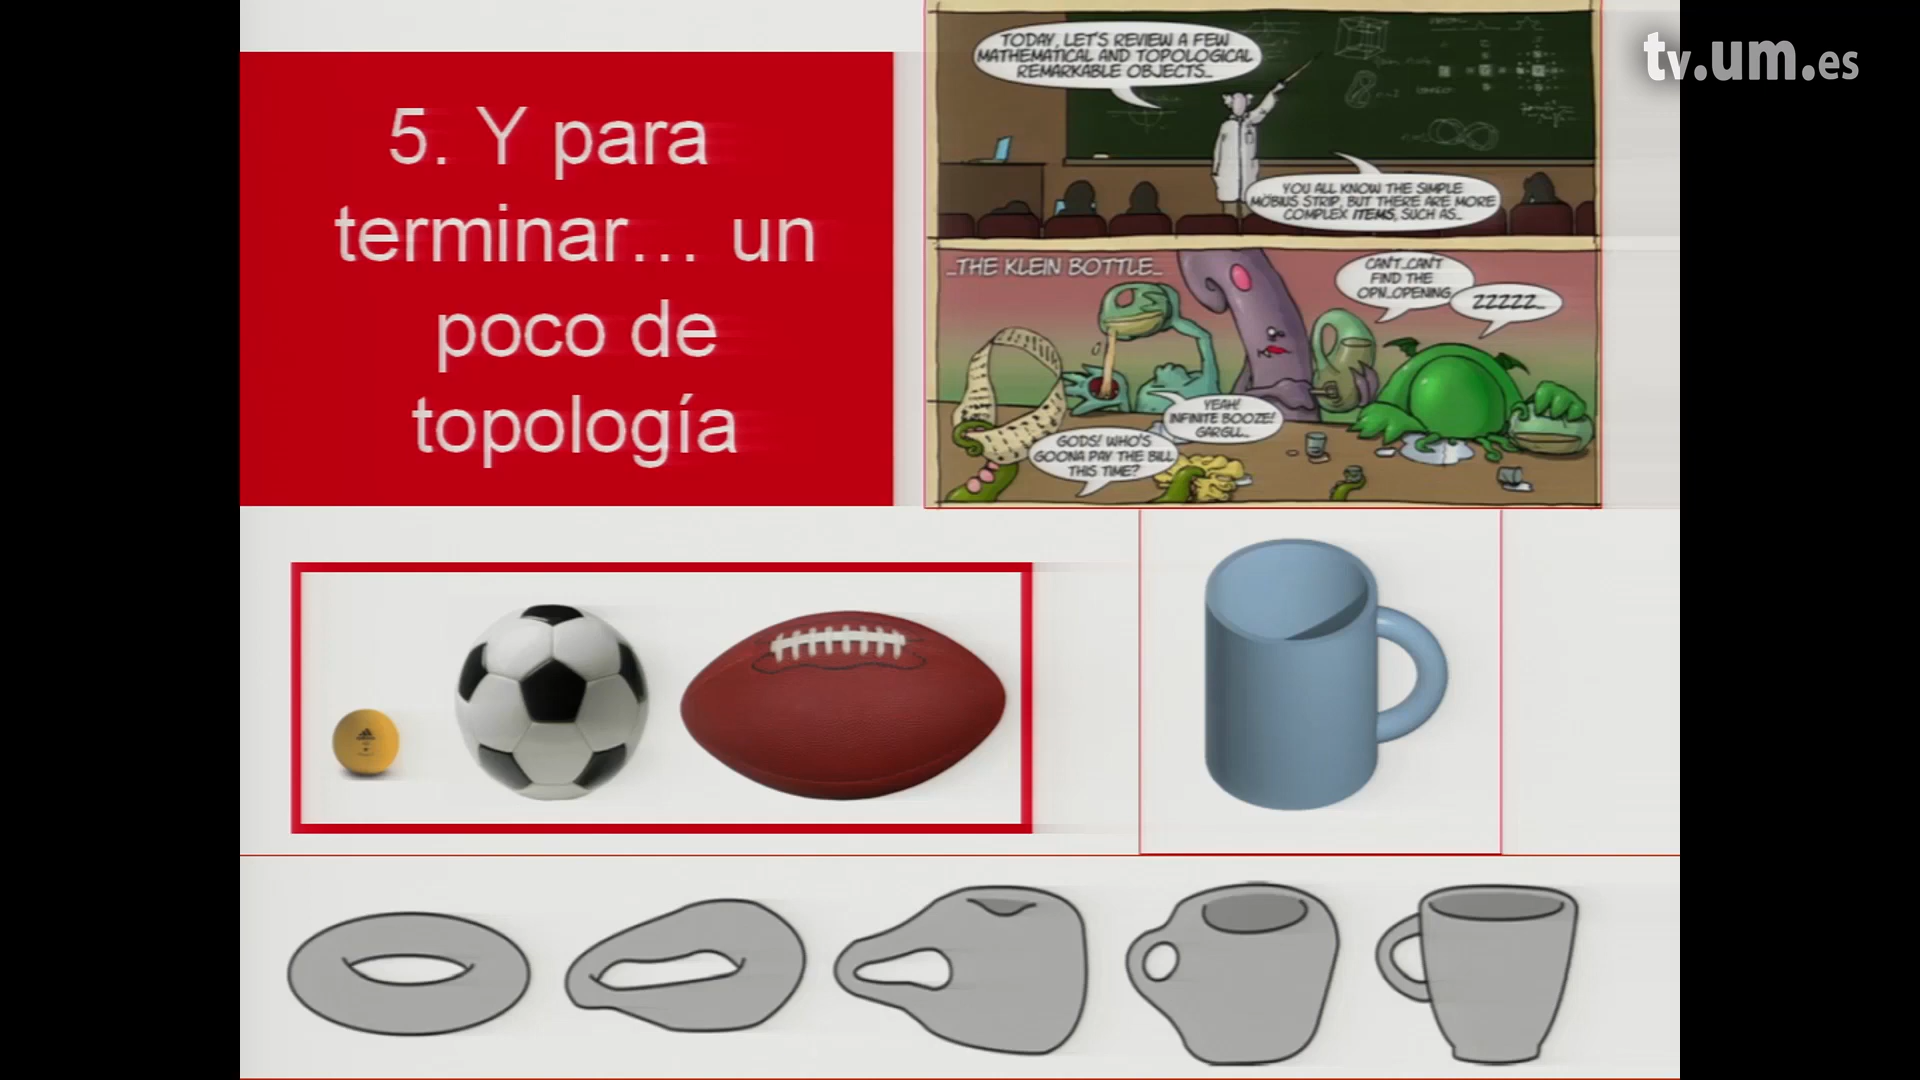 5. Y para
terminar... un
poco de
topología
TODAY, LET'S REVIEW A FEW
MATHEMATICAL AND TOPOLOGICAL
REMARKABLE OBJECTS...
YOU ALL KNOW THE SIMPLE
MÖBIUS STRIP, BUT THERE ARE MORE
COMPLEX ITEMS, SUCH AS...
tv.um.es
...THE KLEIN BOTTLE...
CAN'T...CAN'T
FIND THE
OPN...OPENING
ZZZZZ...
YEAH!
INFINITE BOOZE!
GARGLL...
GODS! WHO'S
GOONA PAY THE BILL
THIS TIME?